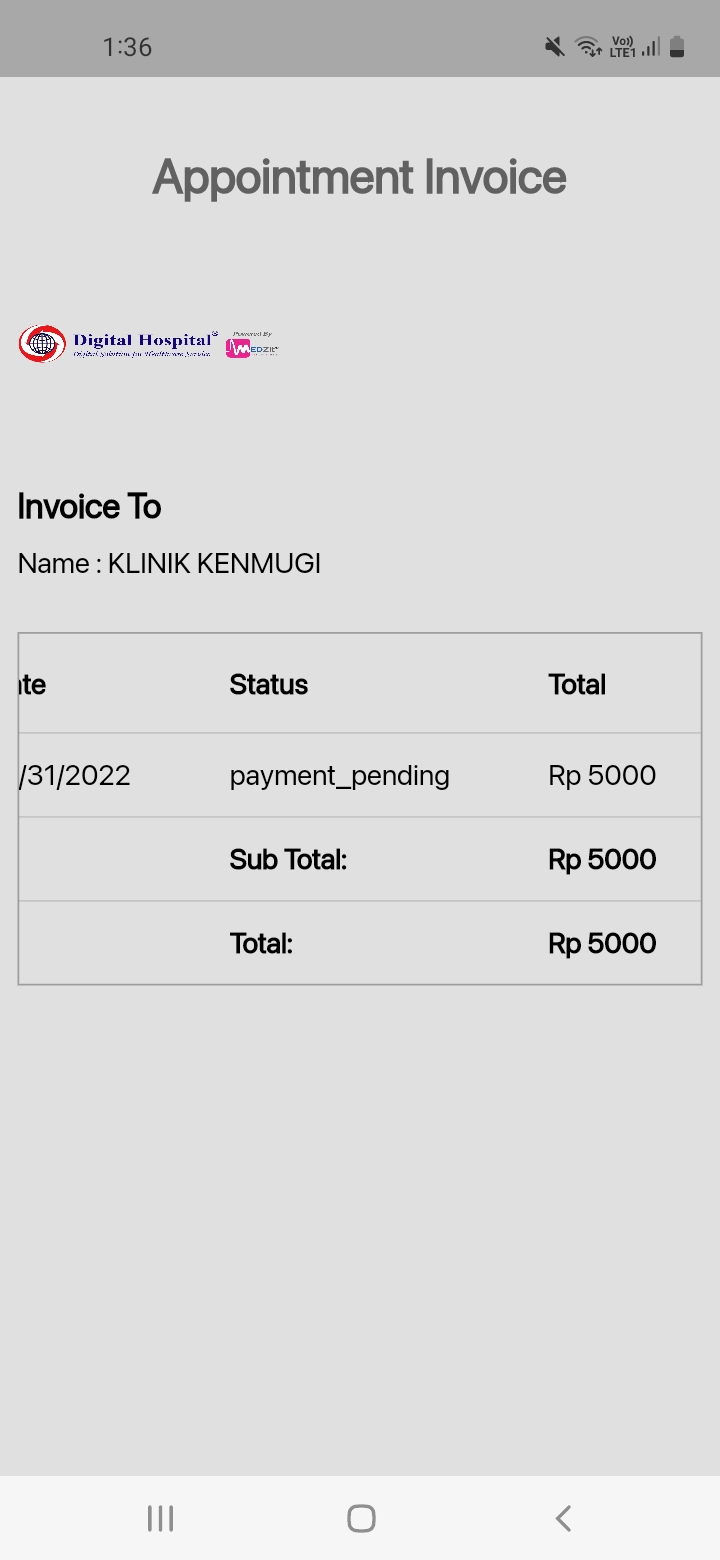 1:36
Vo)) LTE1
Appointment Invoice
Digital Hospital®
Digital Solution for Healthcare Service
Powered By
MEDZIT
Invoice To
Name : KLINIK KENMUGI
te Status Total
/31/2022 payment_pending Rp 5000
Sub Total: Rp 5000
Total: Rp 5000